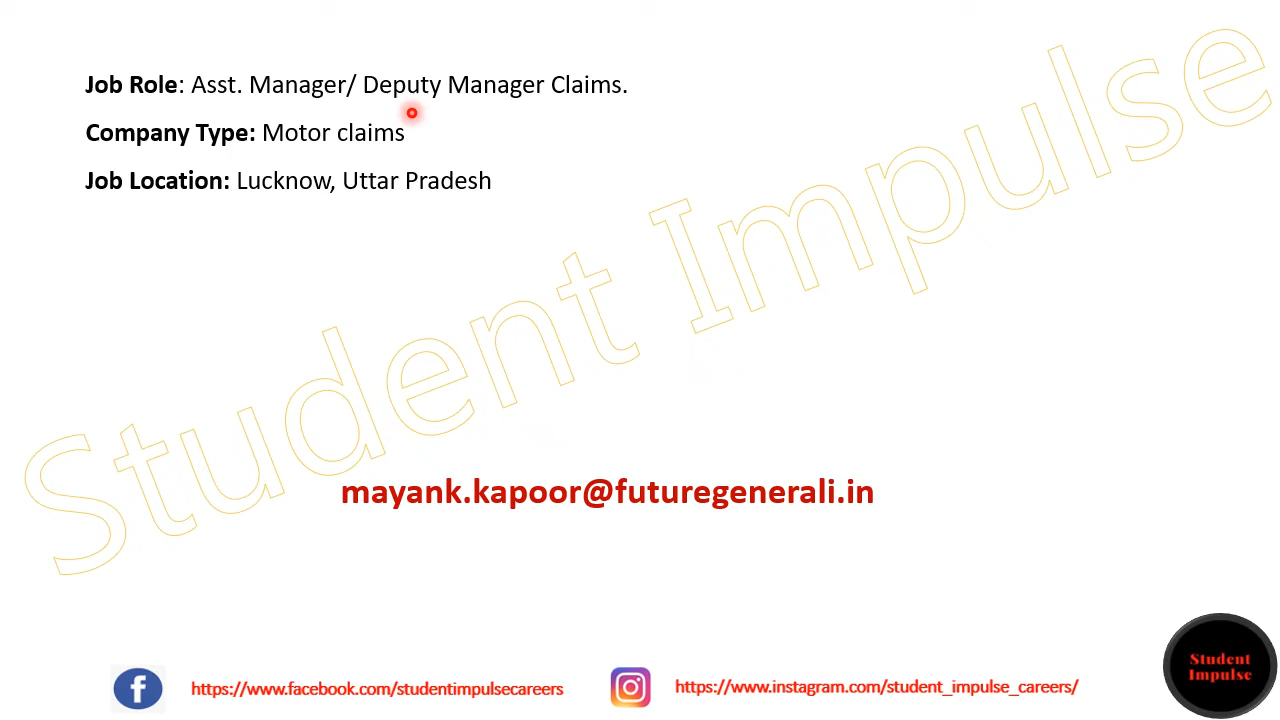 Job Role: Asst. Manager/ Deputy Manager Claims.
Company Type: Motor claims
Job Location: Lucknow, Uttar Pradesh
Student Impulse
mayank.kapoor@futuregenerali.in
https://www.facebook.com/studentimpulsecareers
https://www.instagram.com/student_impulse_careers/
Student
Impulse